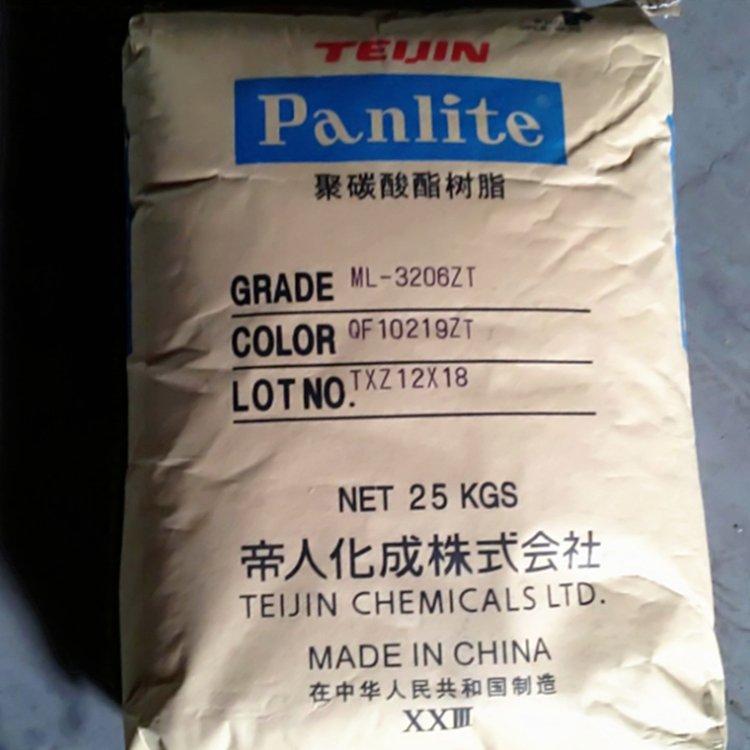 TEIJIN
Panlite®
聚碳酸酯树脂
GRADE ML-3206ZT
COLOR QF10219ZT
LOT NO. TXZ12X18
NET 25 KGS
帝人化成株式会社
TEIJIN CHEMICALS LTD.
MADE IN CHINA
在中华人民共和国制造
XXIII